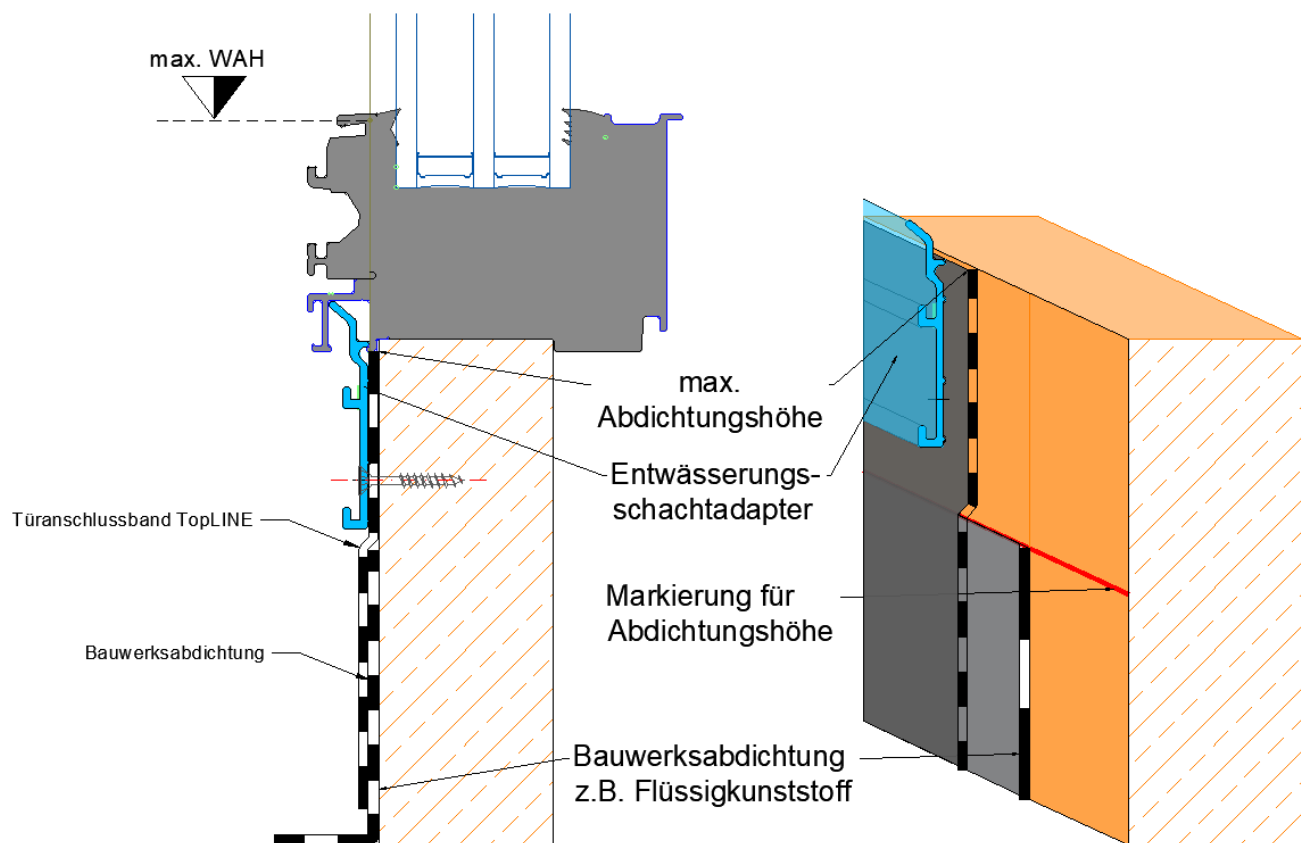 max. WAH
max.
Abdichtungshöhe
Entwässerungs-
schachtadapter
Türanschlussband TopLINE
Markierung für
Abdichtungshöhe
Bauwerksabdichtung
Bauwerksabdichtung
z.B. Flüssigkunststoff